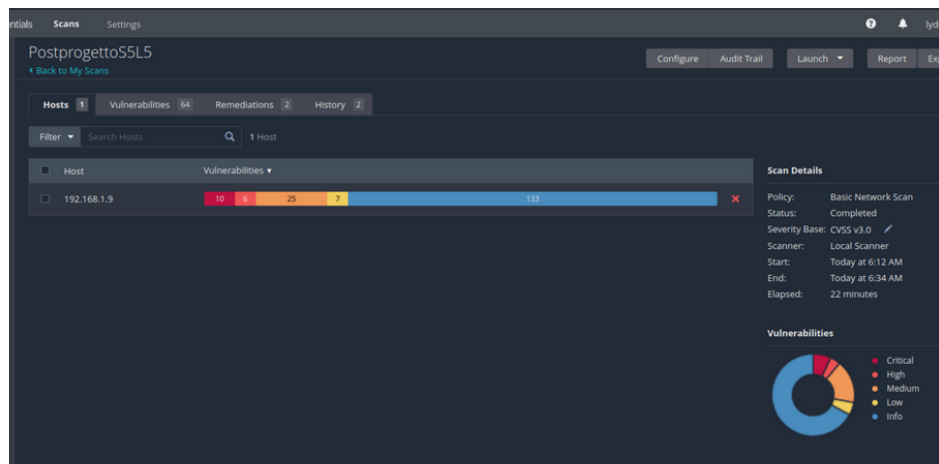 Scans Settings
PostprogettoS5L5
Back to My Scans
Configure Audit Trail Launch Report
Hosts 1 Vulnerabilities 64 Remediations 2 History 2
Filter Search Hosts 1 Host
Host Vulnerabilities
192.168.1.9 10 6 25 7 133
Scan Details
Policy: Basic Network Scan
Status: Completed
Severity Base: CVSS v3.0
Scanner: Local Scanner
Start: Today at 6:12 AM
End: Today at 6:34 AM
Elapsed: 22 minutes
Vulnerabilities
Critical
High
Medium
Low
Info